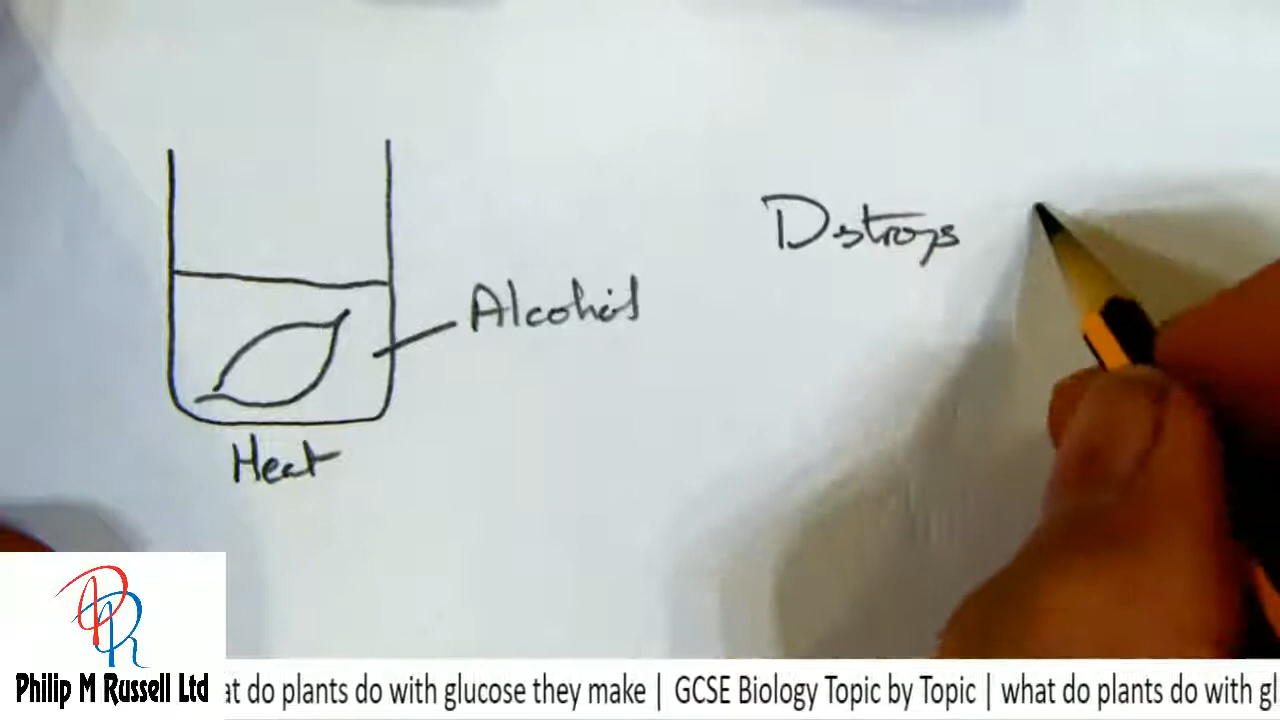 Dstroys
Alcohol
Heat
Philip M Russell Ltd
at do plants do with glucose they make | GCSE Biology Topic by Topic | what do plants do with gl